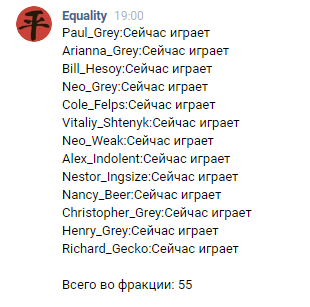 平
Equality 19:00
Paul_Grey:Сейчас играет
Arianna_Grey:Сейчас играет
Bill_Hesoy:Сейчас играет
Neo_Grey:Сейчас играет
Cole_Felps:Сейчас играет
Vitaliy_Shtenyk:Сейчас играет
Neo_Weak:Сейчас играет
Alex_Indolent:Сейчас играет
Nestor_Ingsize:Сейчас играет
Nancy_Beer:Сейчас играет
Christopher_Grey:Сейчас играет
Henry_Grey:Сейчас играет
Richard_Gecko:Сейчас играет
Всего во фракции: 55